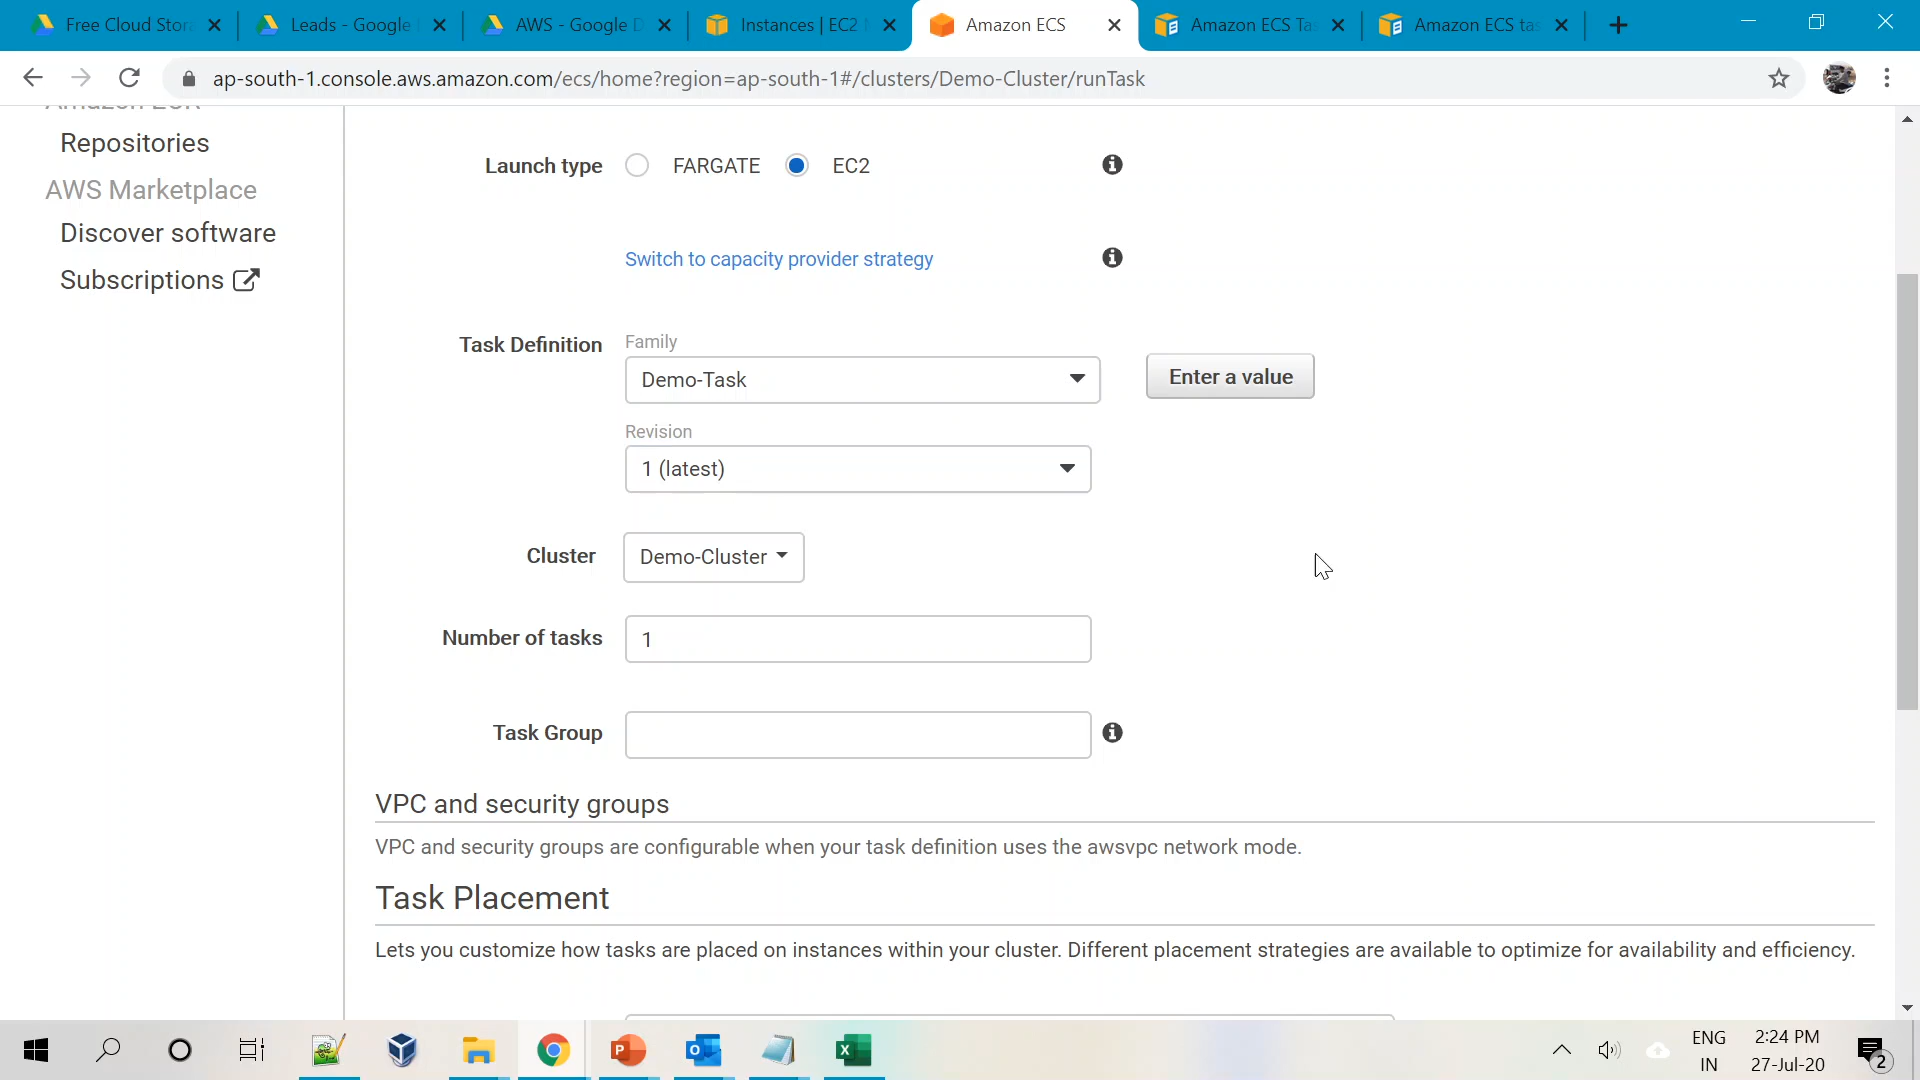 Free Cloud Stor
Leads - Google
AWS - Google D
Instances | EC2
Amazon ECS
Amazon ECS Ta
Amazon ECS tas
ap-south-1.console.aws.amazon.com/ecs/home?region=ap-south-1#/clusters/Demo-Cluster/runTask
Amazon ECR
Repositories
AWS Marketplace
Discover software
Subscriptions
Launch type
FARGATE
EC2
Switch to capacity provider strategy
Task Definition
Family
Demo-Task
Enter a value
Revision
1 (latest)
Cluster
Demo-Cluster
Number of tasks
1
Task Group
VPC and security groups
VPC and security groups are configurable when your task definition uses the awsvpc network mode.
Task Placement
Lets you customize how tasks are placed on instances within your cluster. Different placement strategies are available to optimize for availability and efficiency.
ENG
IN
2:24 PM
27-Jul-20
2